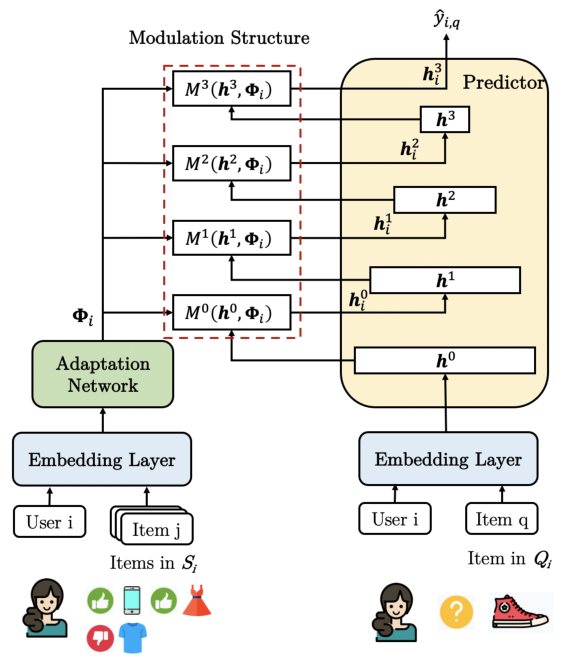 ŷ_{i,q}
Modulation Structure
Predictor
h_i^3
M^3(h^3, Φ_i)
h^3
h_i^2
M^2(h^2, Φ_i)
h^2
h_i^1
M^1(h^1, Φ_i)
h^1
h_i^0
M^0(h^0, Φ_i)
Φ_i
h^0
Adaptation
Network
Embedding Layer
Embedding Layer
User i
Item j
User i
Item q
Items in S_i
Item in Q_i
?